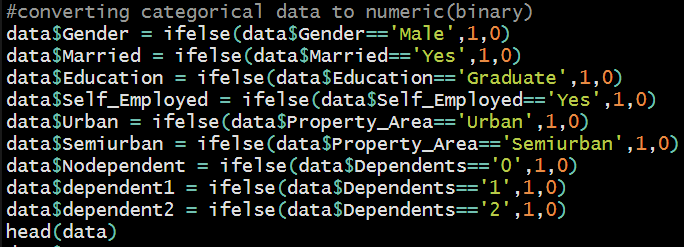 #converting categorical data to numeric(binary)
data$Gender = ifelse(data$Gender=='Male',1,0)
data$Married = ifelse(data$Married=='Yes',1,0)
data$Education = ifelse(data$Education=='Graduate',1,0)
data$Self_Employed = ifelse(data$Self_Employed=='Yes',1,0)
data$Urban = ifelse(data$Property_Area=='Urban',1,0)
data$Semiurban = ifelse(data$Property_Area=='Semiurban',1,0)
data$Nodependent = ifelse(data$Dependents=='0',1,0)
data$dependent1 = ifelse(data$Dependents=='1',1,0)
data$dependent2 = ifelse(data$Dependents=='2',1,0)
head(data)